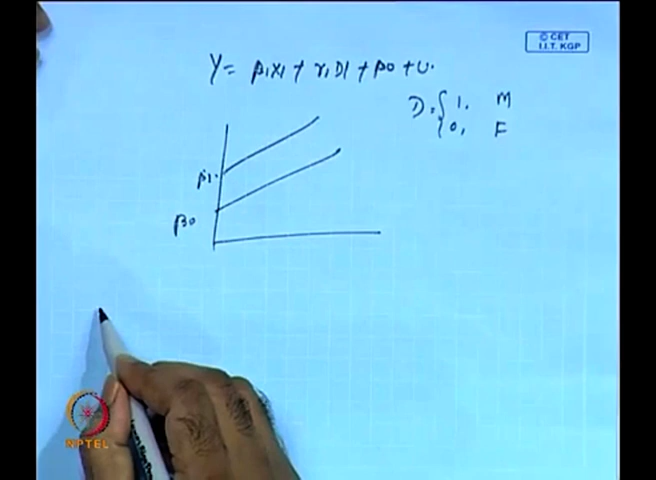 © CET
I.I.T. KGP
Y = β1X1 + γ1D1 + β0 + U.
D = { 1, M
0, F
β1
β0
NPTEL